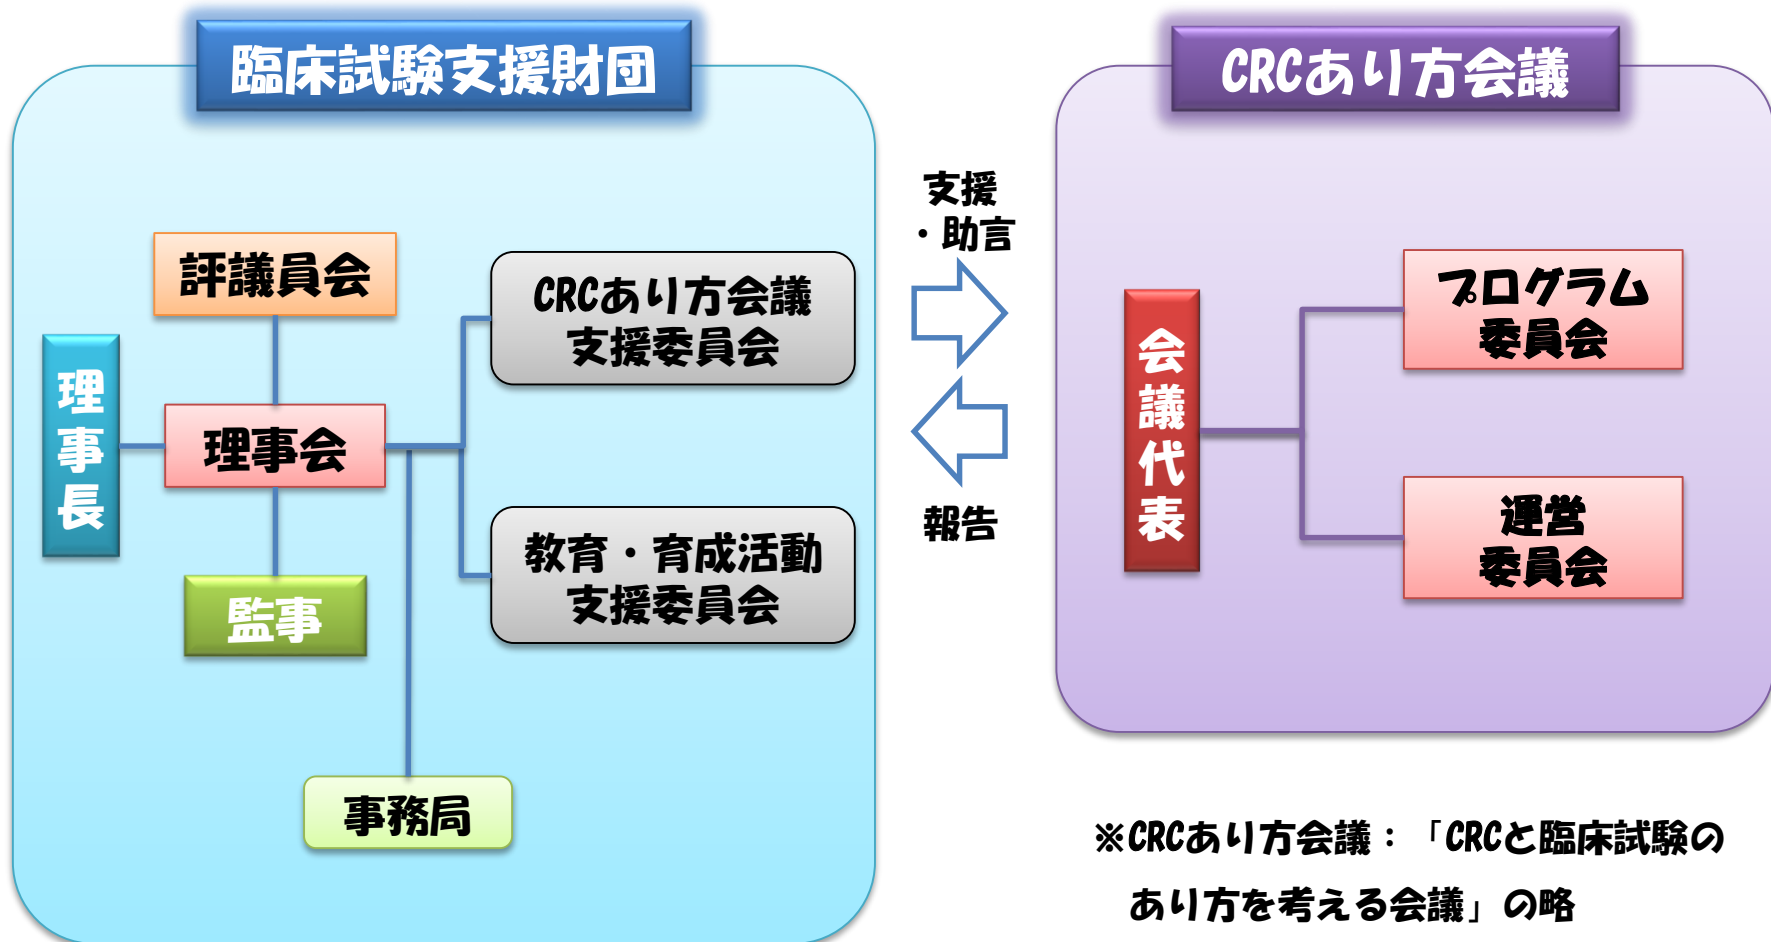 臨床試験支援財団
評議員会
理事長
理事会
監事
CRCあり方会議
支援委員会
教育・育成活動
支援委員会
事務局
支援
・助言
報告
CRCあり方会議
会議代表
プログラム
委員会
運営
委員会
※CRCあり方会議：「CRCと臨床試験の
あり方を考える会議」の略